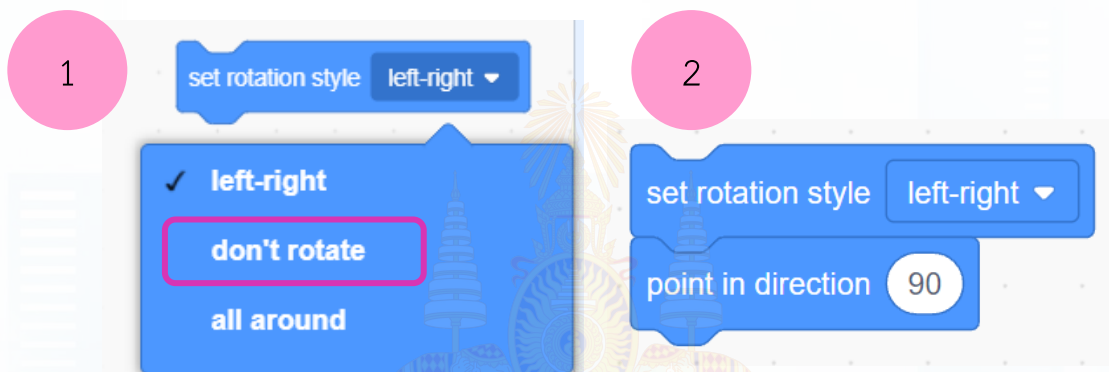 1
set rotation style left-right
✓ left-right
don't rotate
all around
2
set rotation style left-right
point in direction 90